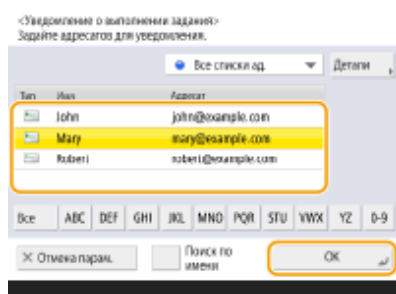 <Уведомление о выполнении задания>
Задайте адресатов для уведомления.
Все списки ад.
Детали
Тип Имя Адресат
John john@example.com
Mary mary@example.com
Robert robert@example.com
Все ABC DEF GHI JKL MNO PQR STU VWX YZ 0-9
× Отмена парам.
Поиск по
имени
OK